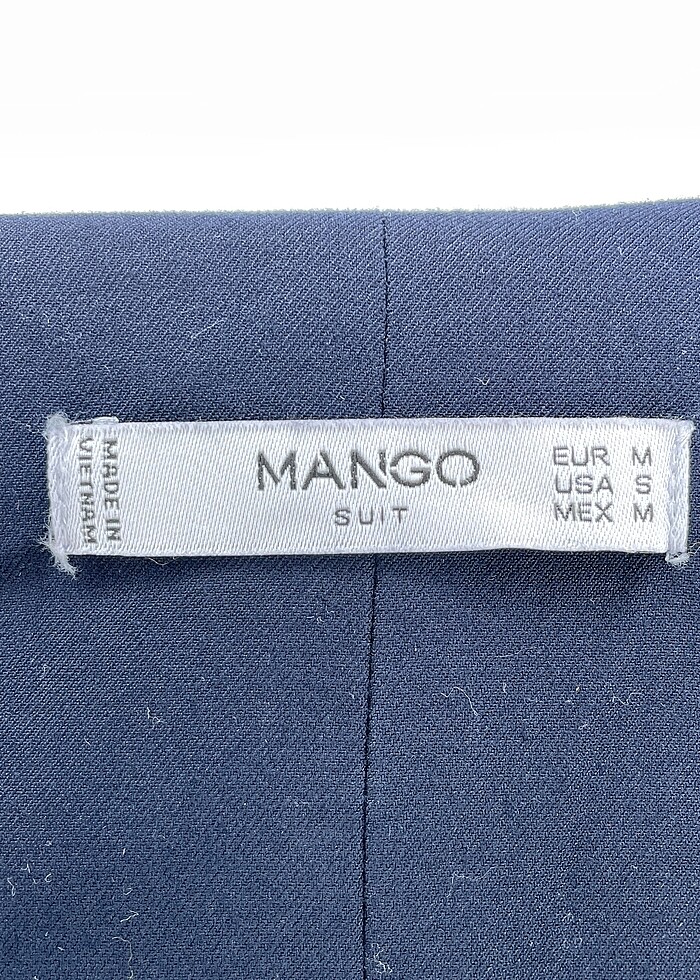 MADE IN
VIETNAM
MANGO
SUIT
EUR M
USA S
MEX M